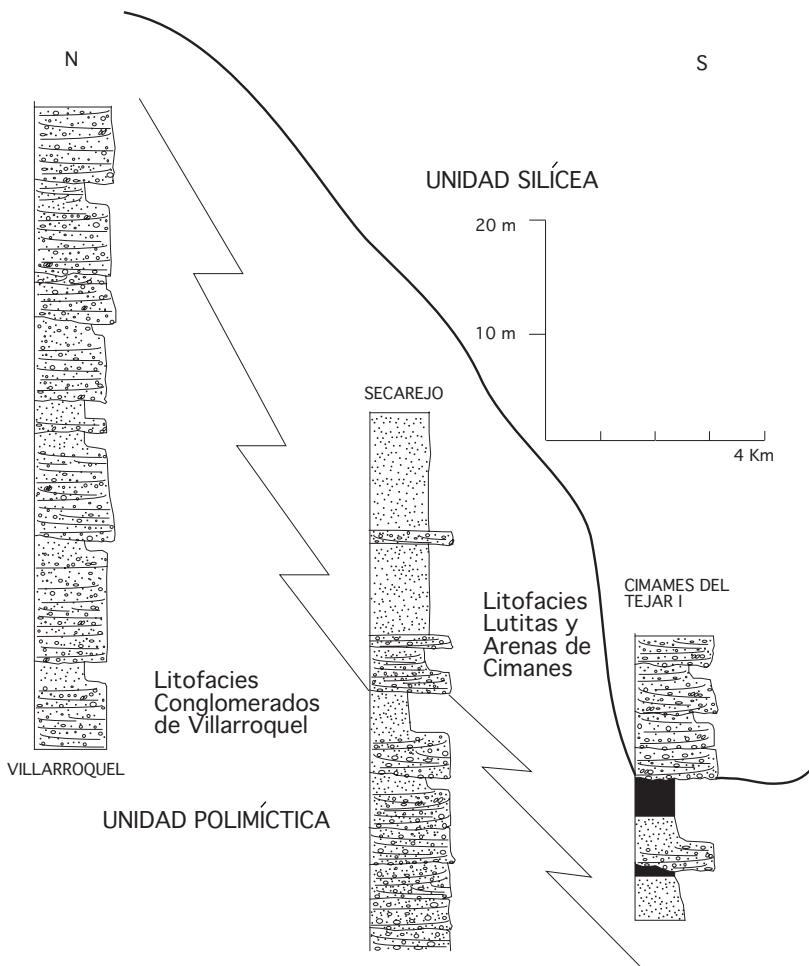 N
S
UNIDAD SILÍCEA
20 m
10 m
4 Km
SECAREJO
CIMAMES DEL
TEJAR I
Litofacies
Lutitas y
Arenas de
Cimanes
Litofacies
Conglomerados
de Villarroquel
VILLARROQUEL
UNIDAD POLIMÍCTICA